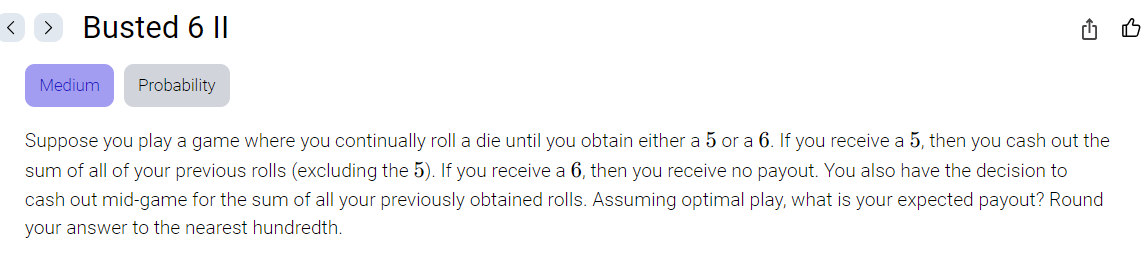 Busted 6 II
Medium
Probability
Suppose you play a game where you continually roll a die until you obtain either a 5 or a 6. If you receive a 5, then you cash out the
sum of all of your previous rolls (excluding the 5). If you receive a 6, then you receive no payout. You also have the decision to
cash out mid-game for the sum of all your previously obtained rolls. Assuming optimal play, what is your expected payout? Round
your answer to the nearest hundredth.